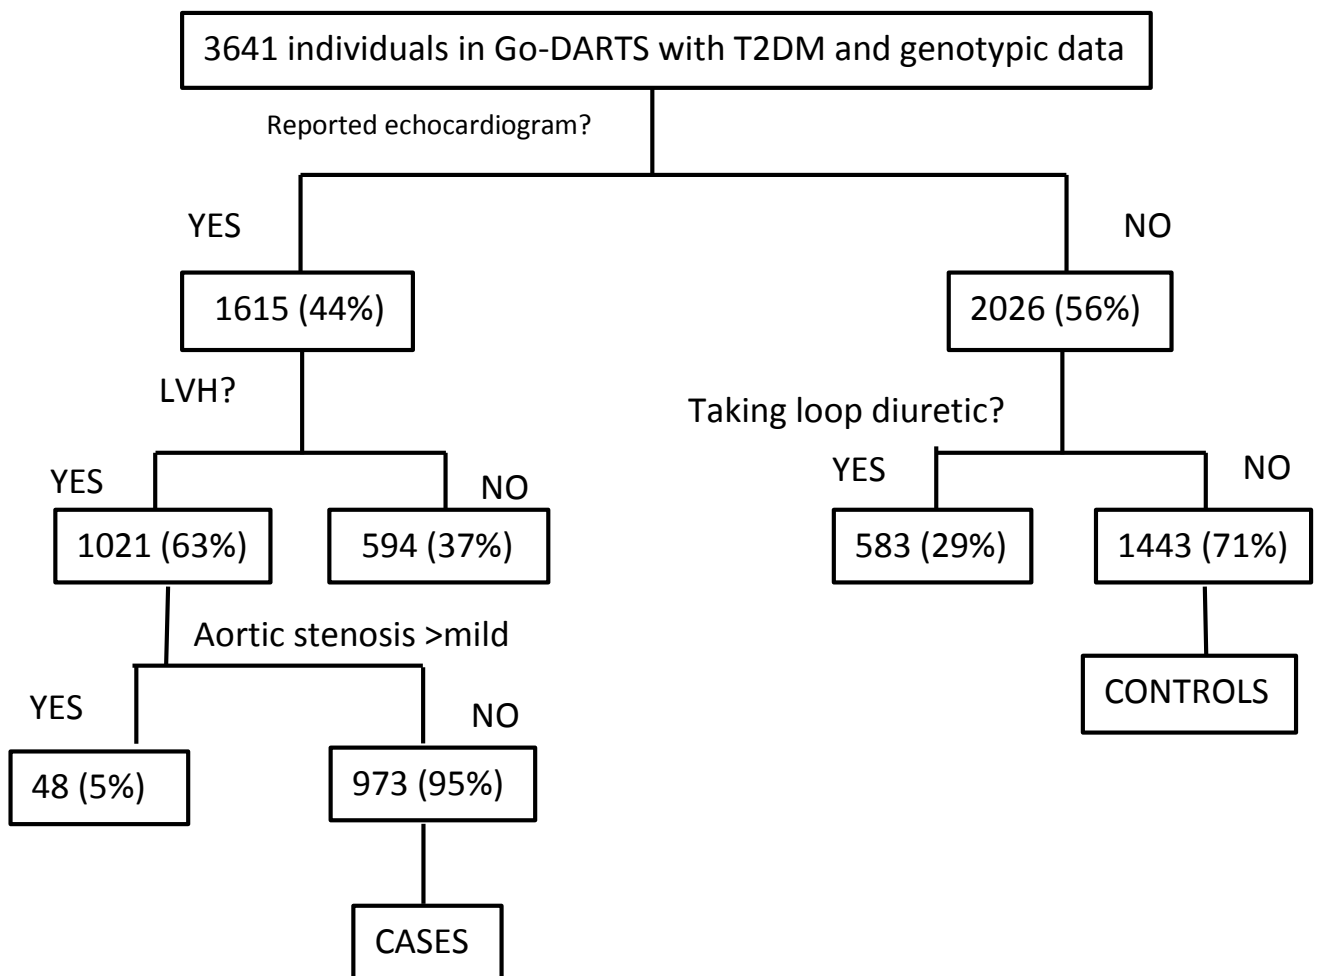 3641 individuals in Go-DARTS with T2DM and genotypic data
Reported echocardiogram?
YES
NO
1615 (44%)
2026 (56%)
LVH?
Taking loop diuretic?
YES
NO
YES
NO
1021 (63%)
594 (37%)
583 (29%)
1443 (71%)
Aortic stenosis >mild
CONTROLS
YES
NO
48 (5%)
973 (95%)
CASES